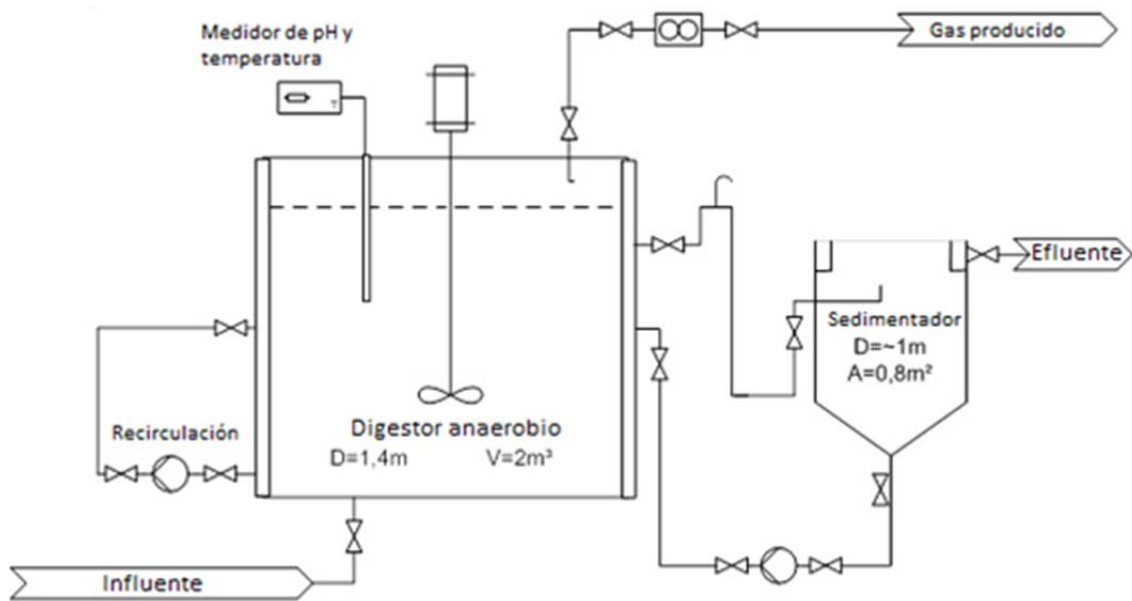 Medidor de pH y
temperatura
T
Gas producido
Efluente
Sedimentador
D=~1m
A=0,8m²
Recirculación
Digestor anaerobio
D=1,4m V=2m³
Influente